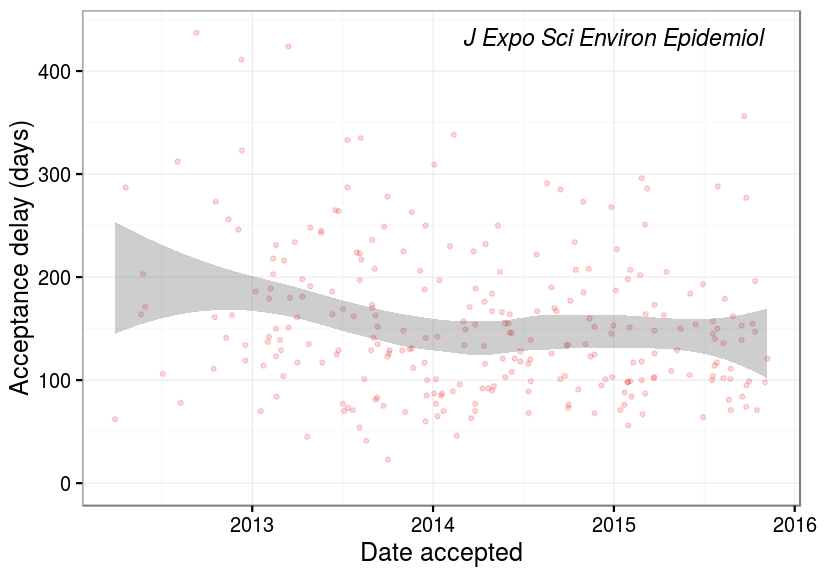 J Expo Sci Environ Epidemiol
Acceptance delay (days)
400
300
200
100
0
2013 2014 2015 2016
Date accepted